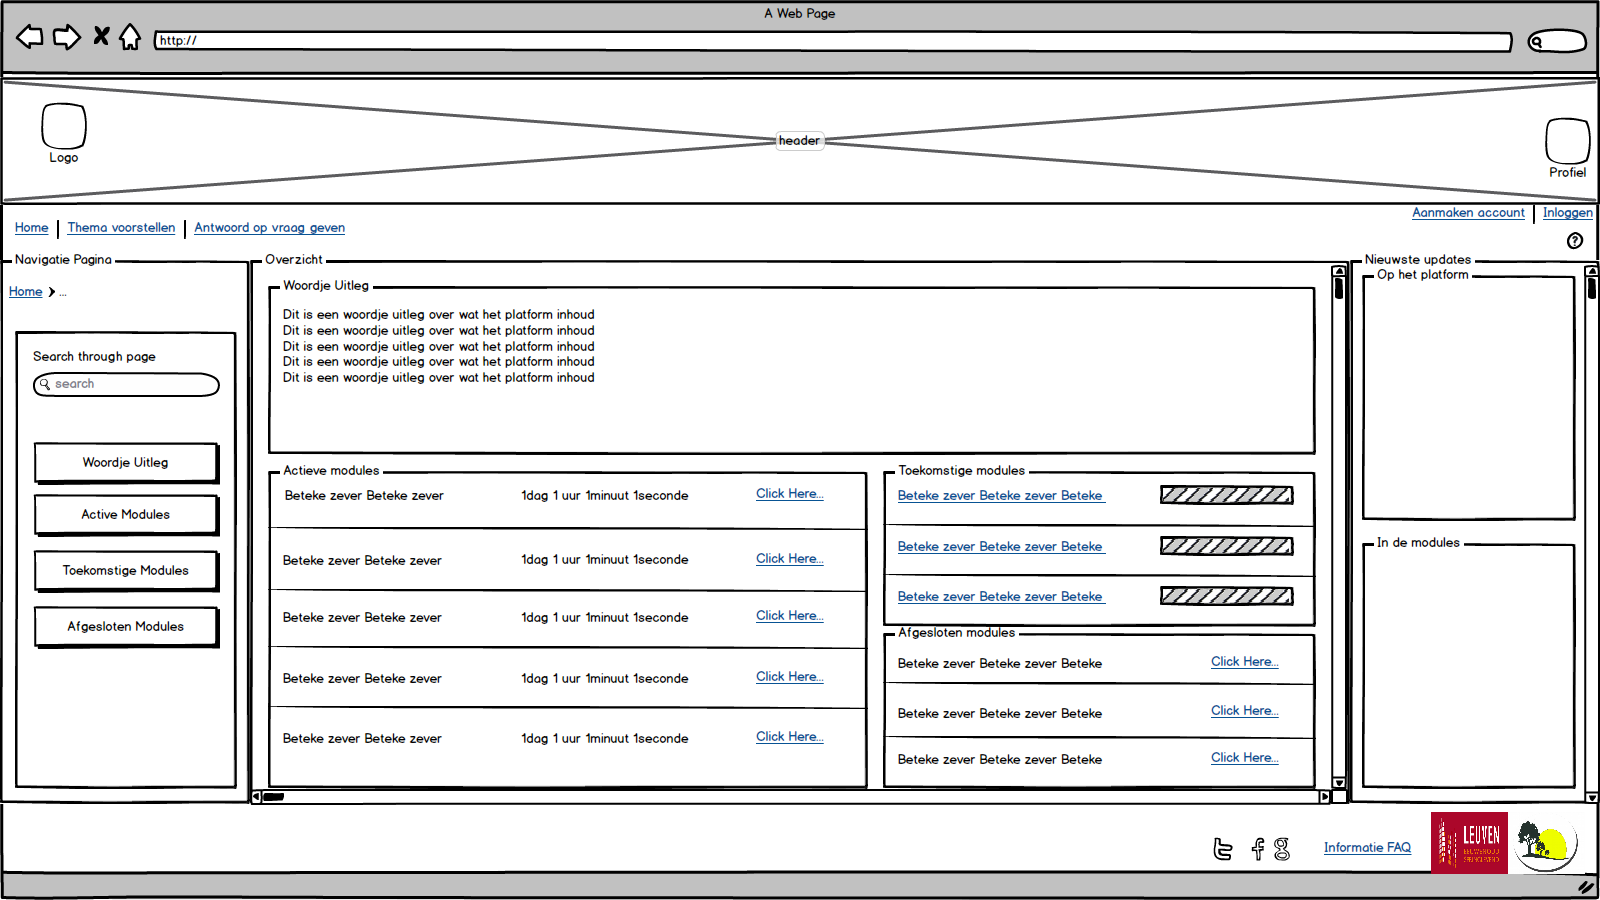 A Web Page
http://
header
Logo
Profiel
Aanmaken account
Inloggen
Home
Thema voorstellen
Antwoord op vraag geven
?
Navigatie Pagina
Home
...
Search through page
search
Woordje Uitleg
Active Modules
Toekomstige Modules
Afgesloten Modules
Overzicht
Woordje Uitleg
Dit is een woordje uitleg over wat het platform inhoud
Dit is een woordje uitleg over wat het platform inhoud
Dit is een woordje uitleg over wat het platform inhoud
Dit is een woordje uitleg over wat het platform inhoud
Dit is een woordje uitleg over wat het platform inhoud
Actieve modules
Beteke zever Beteke zever 1dag 1 uur 1minuut 1seconde Click Here...
Beteke zever Beteke zever 1dag 1 uur 1minuut 1seconde Click Here...
Beteke zever Beteke zever 1dag 1 uur 1minuut 1seconde Click Here...
Beteke zever Beteke zever 1dag 1 uur 1minuut 1seconde Click Here...
Beteke zever Beteke zever 1dag 1 uur 1minuut 1seconde Click Here...
Toekomstige modules
Beteke zever Beteke zever Beteke
Beteke zever Beteke zever Beteke
Beteke zever Beteke zever Beteke
Afgesloten modules
Beteke zever Beteke zever Beteke Click Here...
Beteke zever Beteke zever Beteke Click Here...
Beteke zever Beteke zever Beteke Click Here...
Nieuwste updates
Op het platform
In de modules
Informatie FAQ
LEUVEN